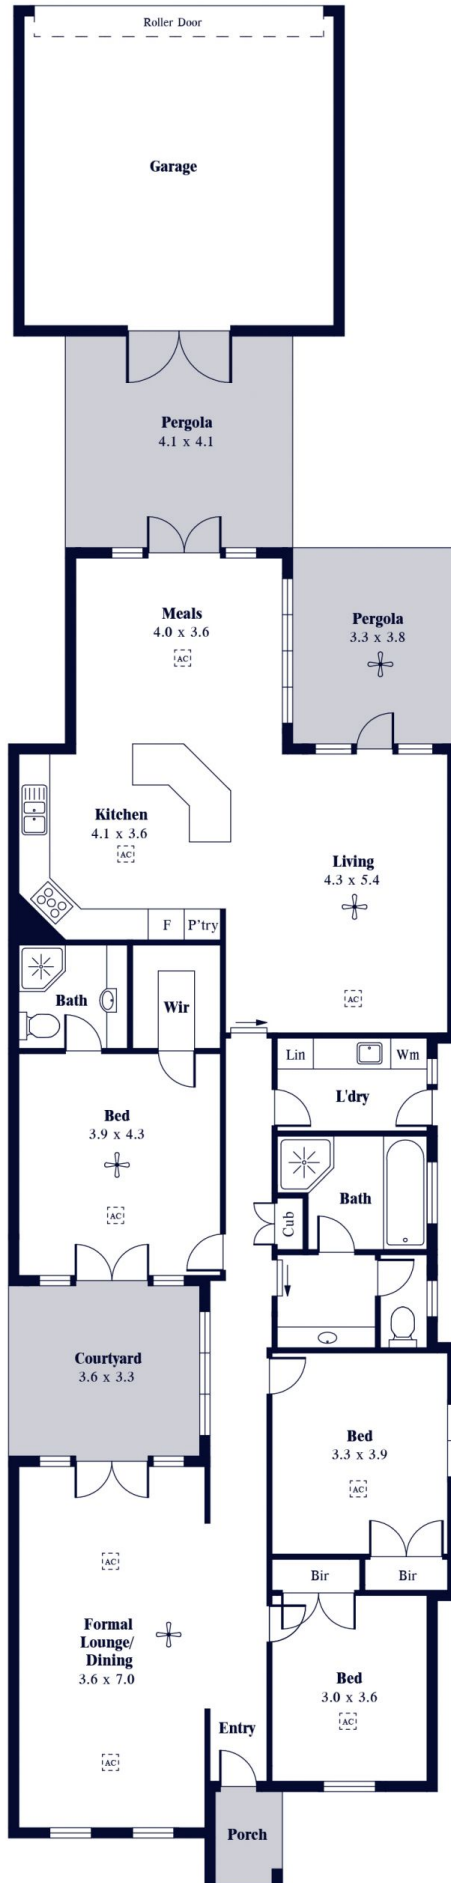 Roller Door
Garage
Pergola
4.1 x 4.1
Meals
4.0 x 3.6
AC
Pergola
3.3 x 3.8
Kitchen
4.1 x 3.6
AC
Living
4.3 x 5.4
F
P'try
AC
Bath
Wir
Lin
Wm
L'dry
Bed
3.9 x 4.3
AC
Bath
Cub
Courtyard
3.6 x 3.3
Bed
3.3 x 3.9
AC
AC
Bir
Bir
Formal
Lounge/
Dining
3.6 x 7.0
Bed
3.0 x 3.6
AC
Entry
AC
Porch